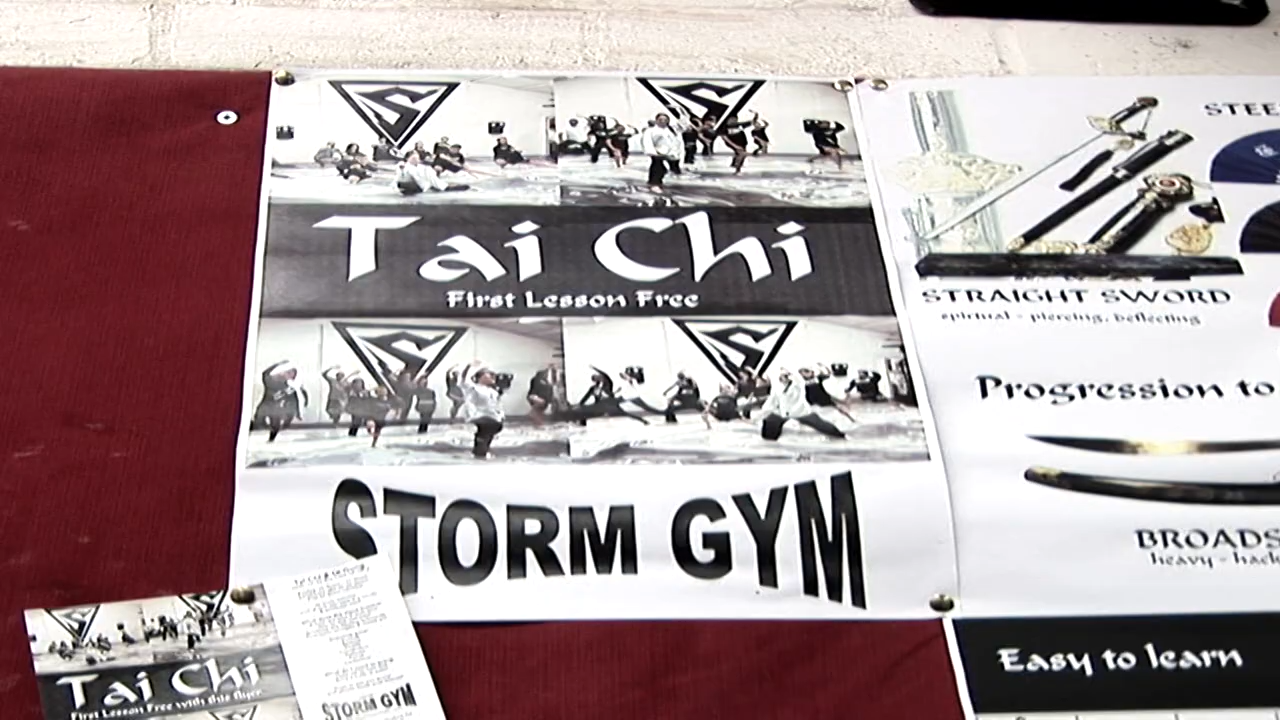 Tai Chi
First Lesson Free
STORM GYM
STEE
STRAIGHT SWORD
spiritual - piercing, deflecting
Progression to
BROADS
heavy - hack
Easy to learn
Tai Chi
First Lesson Free with this flyer
STORM GYM